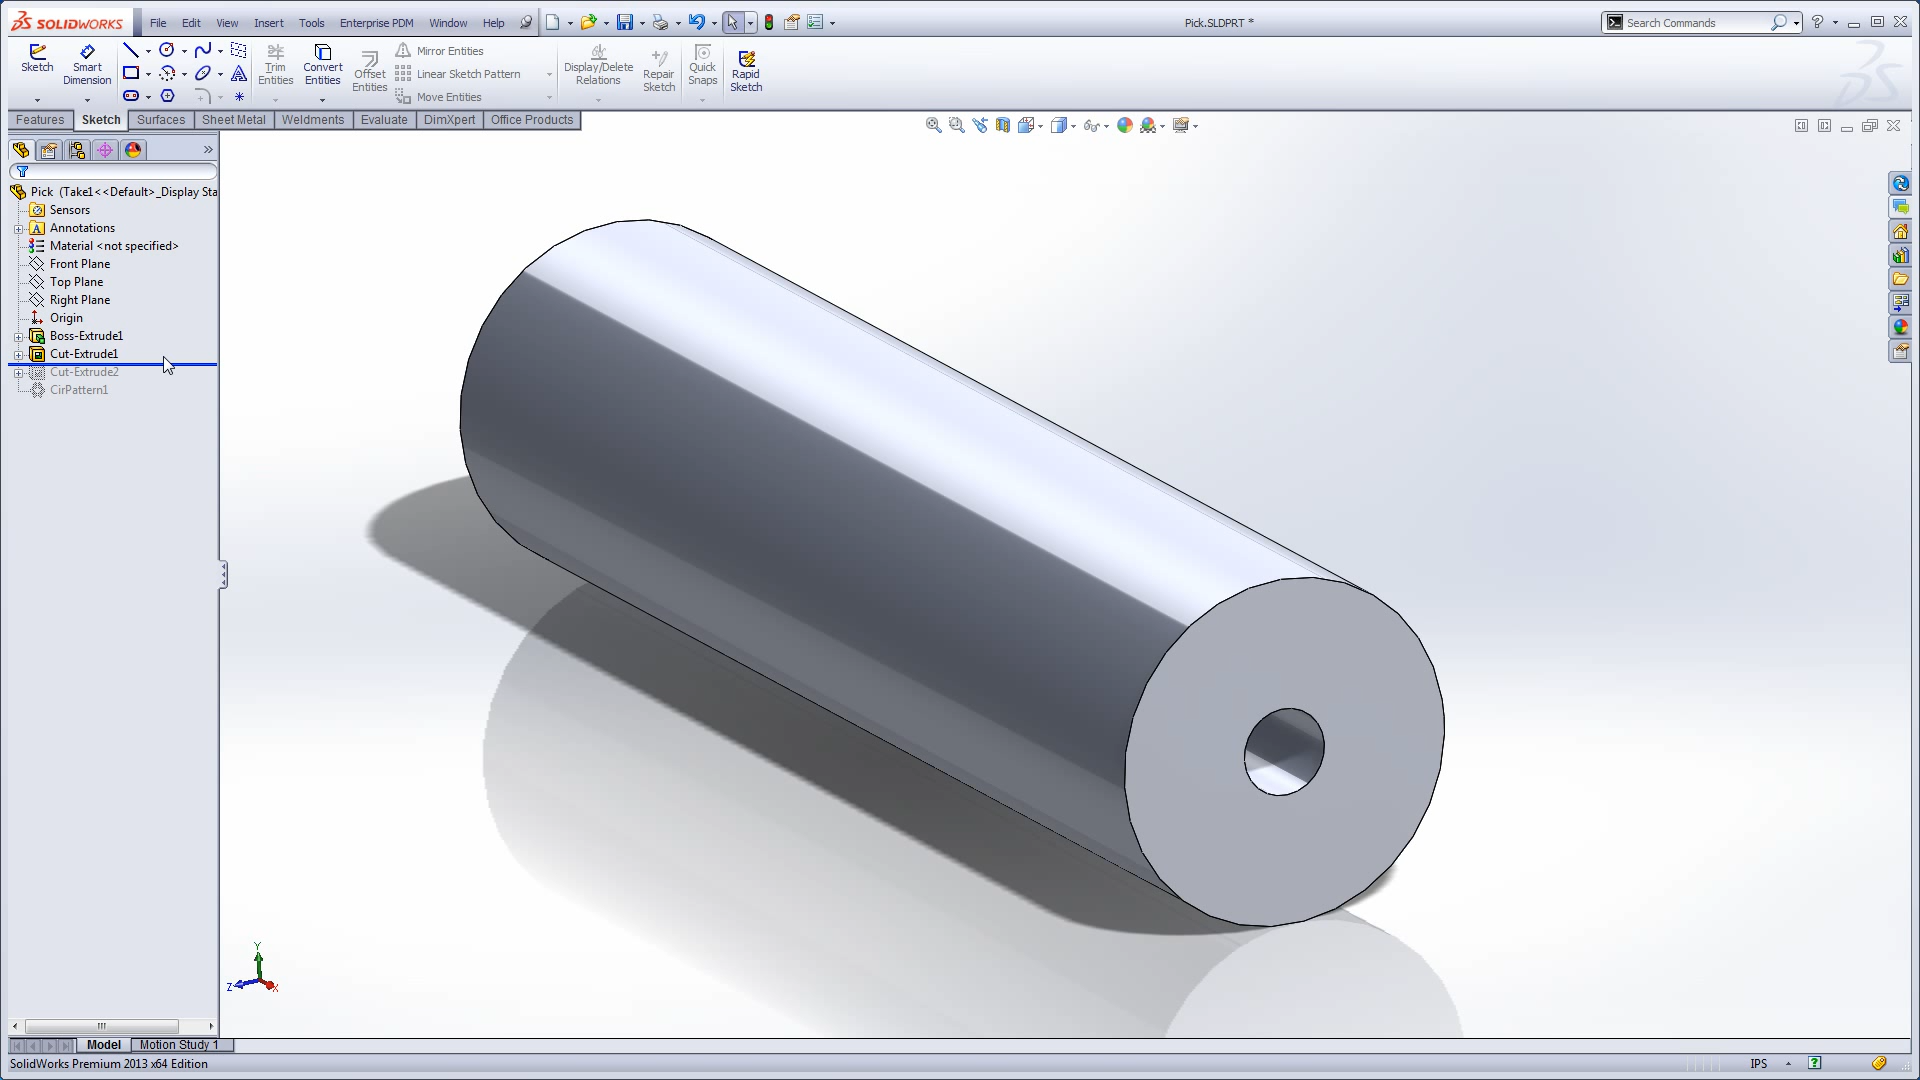 SOLIDWORKS File Edit View Insert Tools Enterprise PDM Window Help Pick.SLDPRT * Search Commands
Sketch Smart Dimension Trim Entities Convert Entities Offset Entities Mirror Entities Linear Sketch Pattern Move Entities Display/Delete Relations Repair Sketch Quick Snaps Rapid Sketch
Features Sketch Surfaces Sheet Metal Weldments Evaluate DimXpert Office Products
Pick (Take1<<Default>_Display Sta
Sensors
Annotations
Material <not specified>
Front Plane
Top Plane
Right Plane
Origin
Boss-Extrude1
Cut-Extrude1
Cut-Extrude2
CirPattern1
Y
Z X
Model Motion Study 1
SolidWorks Premium 2013 x64 Edition IPS